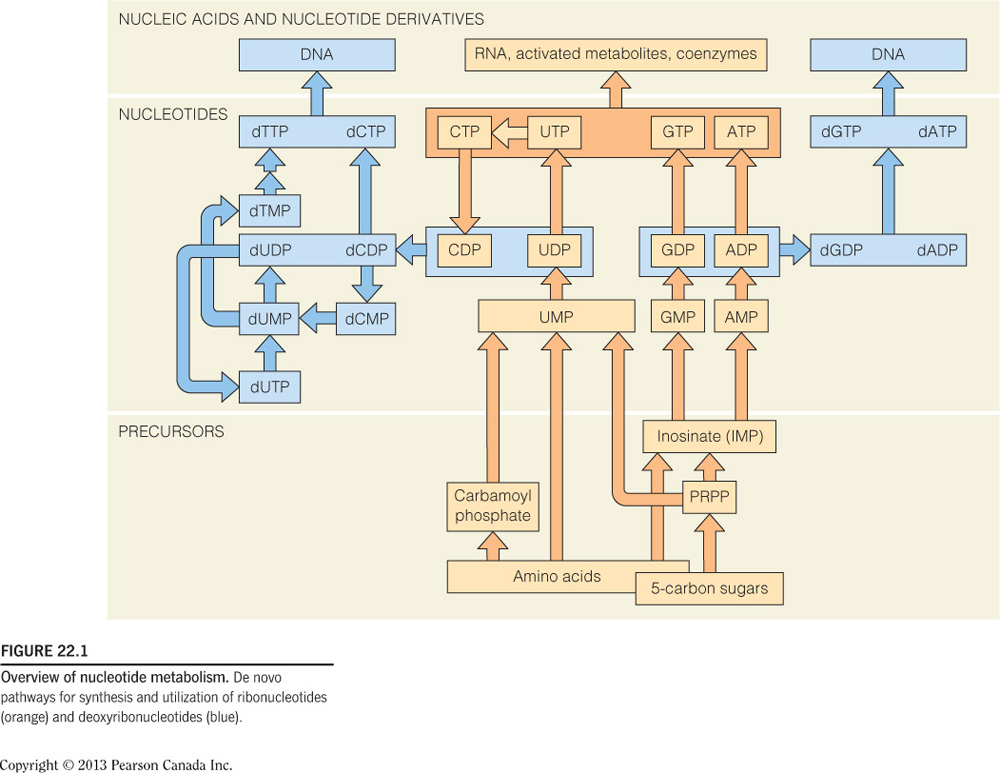 NUCLEIC ACIDS AND NUCLEOTIDE DERIVATIVES
DNA
RNA, activated metabolites, coenzymes
DNA
NUCLEOTIDES
dTTP dCTP
CTP
UTP
GTP
ATP
dGTP dATP
dTMP
dUDP dCDP
CDP
UDP
GDP
ADP
dGDP dADP
dUMP
dCMP
UMP
GMP
AMP
dUTP
PRECURSORS
Inosinate (IMP)
Carbamoyl
phosphate
PRPP
Amino acids
5-carbon sugars
FIGURE 22.1
Overview of nucleotide metabolism. De novo
pathways for synthesis and utilization of ribonucleotides
(orange) and deoxyribonucleotides (blue).
Copyright © 2013 Pearson Canada Inc.